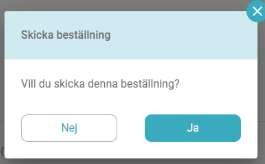 Skicka beställning
Vill du skicka denna beställning?
Nej
Ja